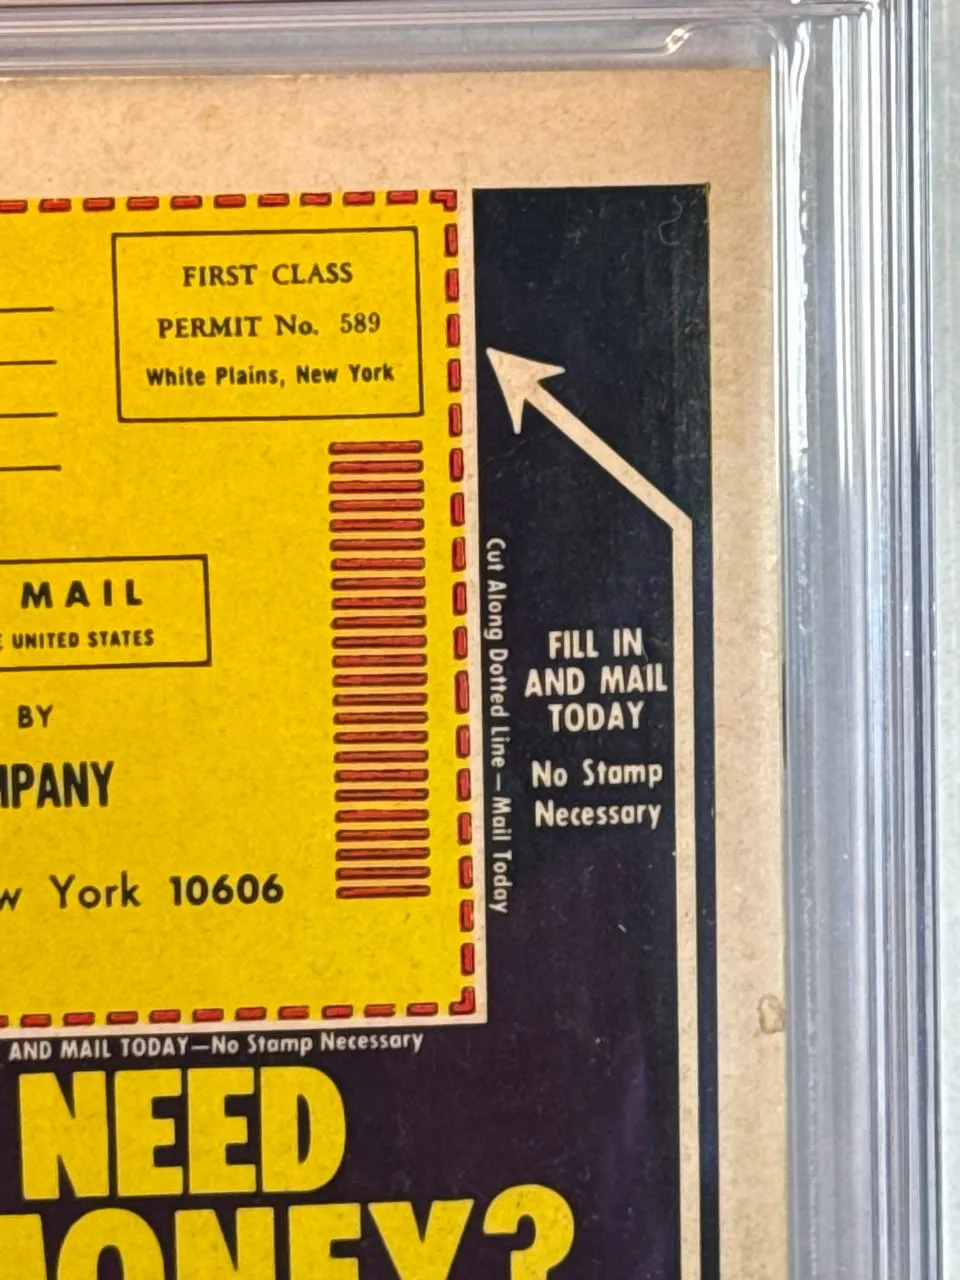 FIRST CLASS
PERMIT No. 589
White Plains, New York
MAIL
UNITED STATES
BY
MPANY
w York 10606
Cut Along Dotted Line—Mail Today
FILL IN
AND MAIL
TODAY
No Stamp
Necessary
AND MAIL TODAY—No Stamp Necessary
NEED
MONEY?